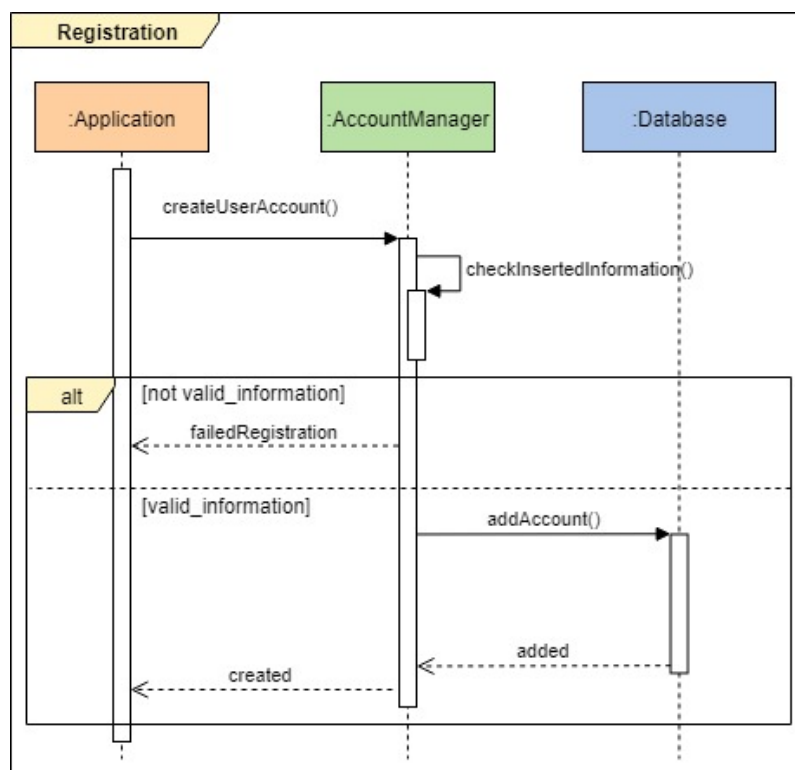 Registration
:Application
:AccountManager
:Database
createUserAccount()
checkInsertedInformation()
alt
[not valid_information]
failedRegistration
[valid_information]
addAccount()
added
created